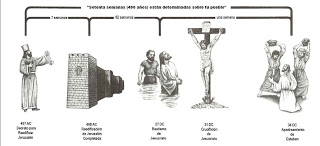 "Setenta semanas (490 años) están determinadas sobre tu pueblo"
7 semanas
62 semanas
una semana
457 AC
Decreto para
Reedificar
Jerusalén
408 AC
Reedificación
de Jerusalén
Completada
27 DC
Bautismo
de
Jesucristo
31 DC
Crucifixión
de
Jesucristo
34 DC
Apedreamiento
de
Esteban